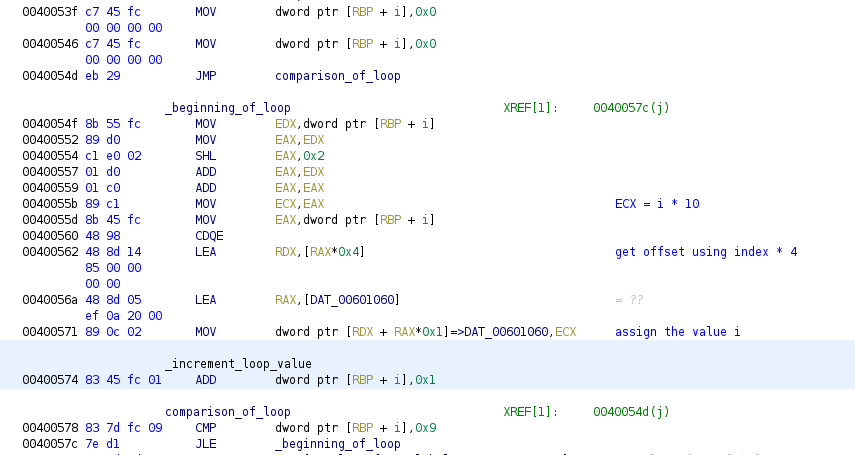 0040053f c7 45 fc MOV dword ptr [RBP + i],0x0
00 00 00 00
00400546 c7 45 fc MOV dword ptr [RBP + i],0x0
00 00 00 00
0040054d eb 29 JMP comparison_of_loop
_beginning_of_loop XREF[1]: 0040057c(j)
0040054f 8b 55 fc MOV EDX,dword ptr [RBP + i]
00400552 89 d0 MOV EAX,EDX
00400554 c1 e0 02 SHL EAX,0x2
00400557 01 d0 ADD EAX,EDX
00400559 01 c0 ADD EAX,EAX
0040055b 89 c1 MOV ECX,EAX ECX = i * 10
0040055d 8b 45 fc MOV EAX,dword ptr [RBP + i]
00400560 48 98 CDQE
00400562 48 8d 14 LEA RDX,[RAX*0x4] get offset using index * 4
85 00 00
00 00
0040056a 48 8d 05 LEA RAX,[DAT_00601060] = ??
ef 0a 20 00
00400571 89 0c 02 MOV dword ptr [RDX + RAX*0x1]=>DAT_00601060,ECX assign the value i
_increment_loop_value
00400574 83 45 fc 01 ADD dword ptr [RBP + i],0x1
comparison_of_loop XREF[1]: 0040054d(j)
00400578 83 7d fc 09 CMP dword ptr [RBP + i],0x9
0040057c 7e d1 JLE _beginning_of_loop